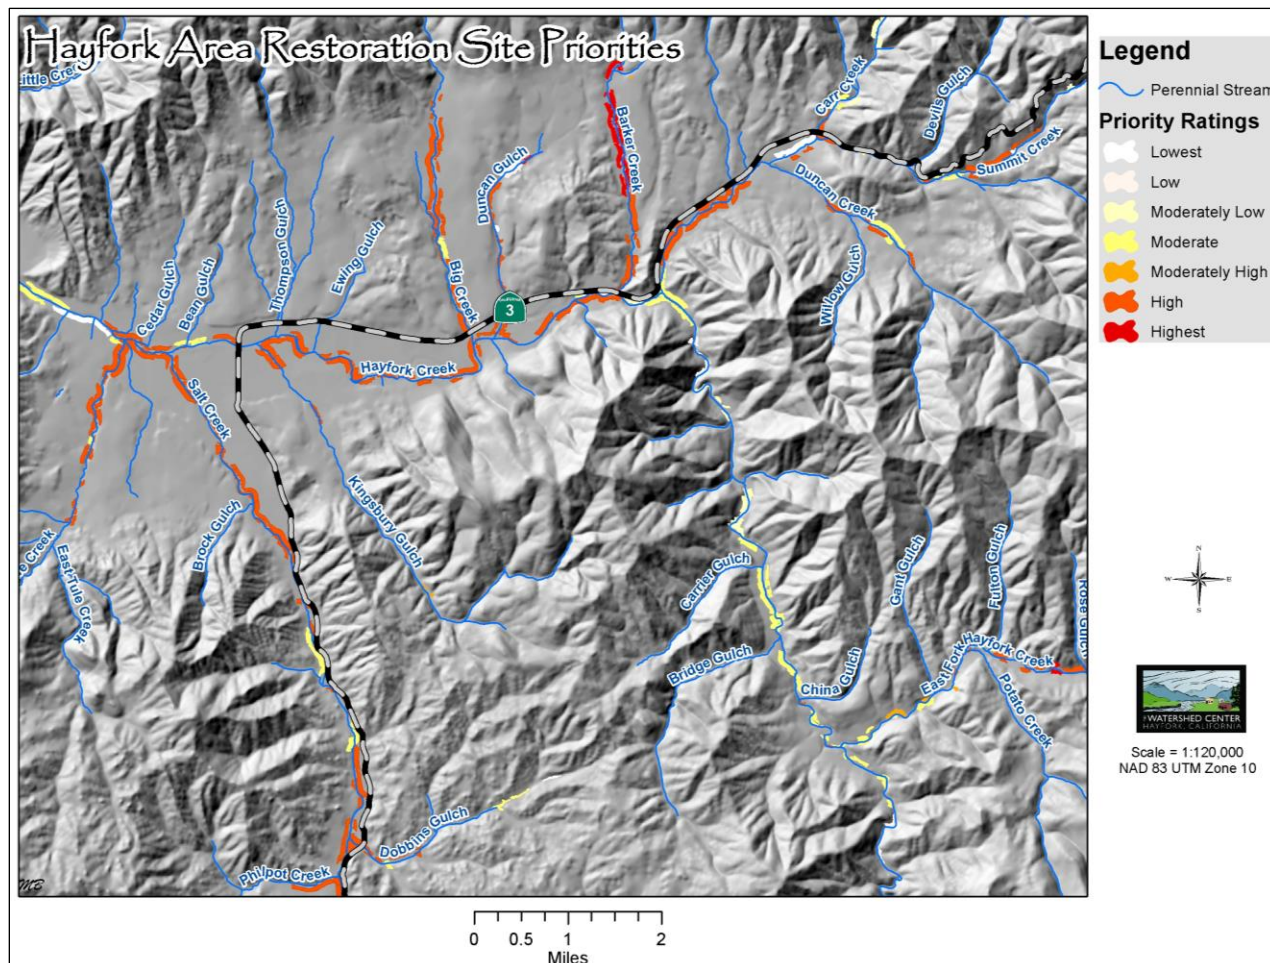 Hayfork Area Restoration Site Priorities
Legend
Perennial Stream
Priority Ratings
Lowest
Low
Moderately Low
Moderate
Moderately High
High
Highest
ittle Cree
Carr Creek
Devils Gulch
Summit Creek
Barker Creek
Duncan Gulch
Duncan Creek
Willow Gulch
Thompson Gulch
Ewing Gulch
Big Creek
Cedar Gulch
Bean Gulch
3
Hayfork Creek
Salt Creek
Kingsbury Gulch
Brock Gulch
e Creek
East Tule Creek
Carrier Gulch
Bridge Gulch
China Gulch
Gant Gulch
Fulton Gulch
East Fork Hayfork Creek
Rose Gulch
Potato Creek
Dobbins Gulch
Philpot Creek
MB
N
W
E
S
THE WATERSHED CENTER
HAYFORK, CALIFORNIA
Scale = 1:120,000
NAD 83 UTM Zone 10
0 0.5 1 2
Miles